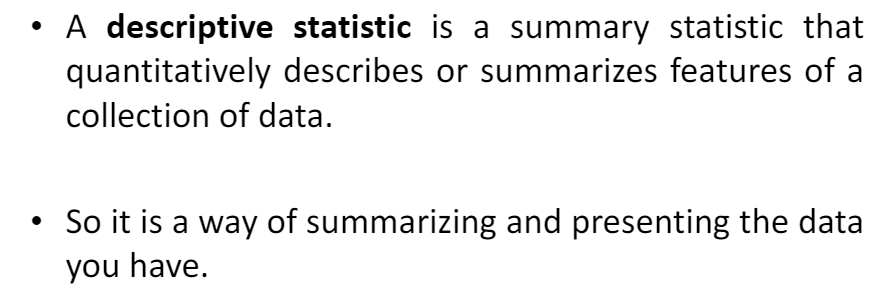 • A descriptive statistic is a summary statistic that
quantitatively describes or summarizes features of a
collection of data.
• So it is a way of summarizing and presenting the data
you have.